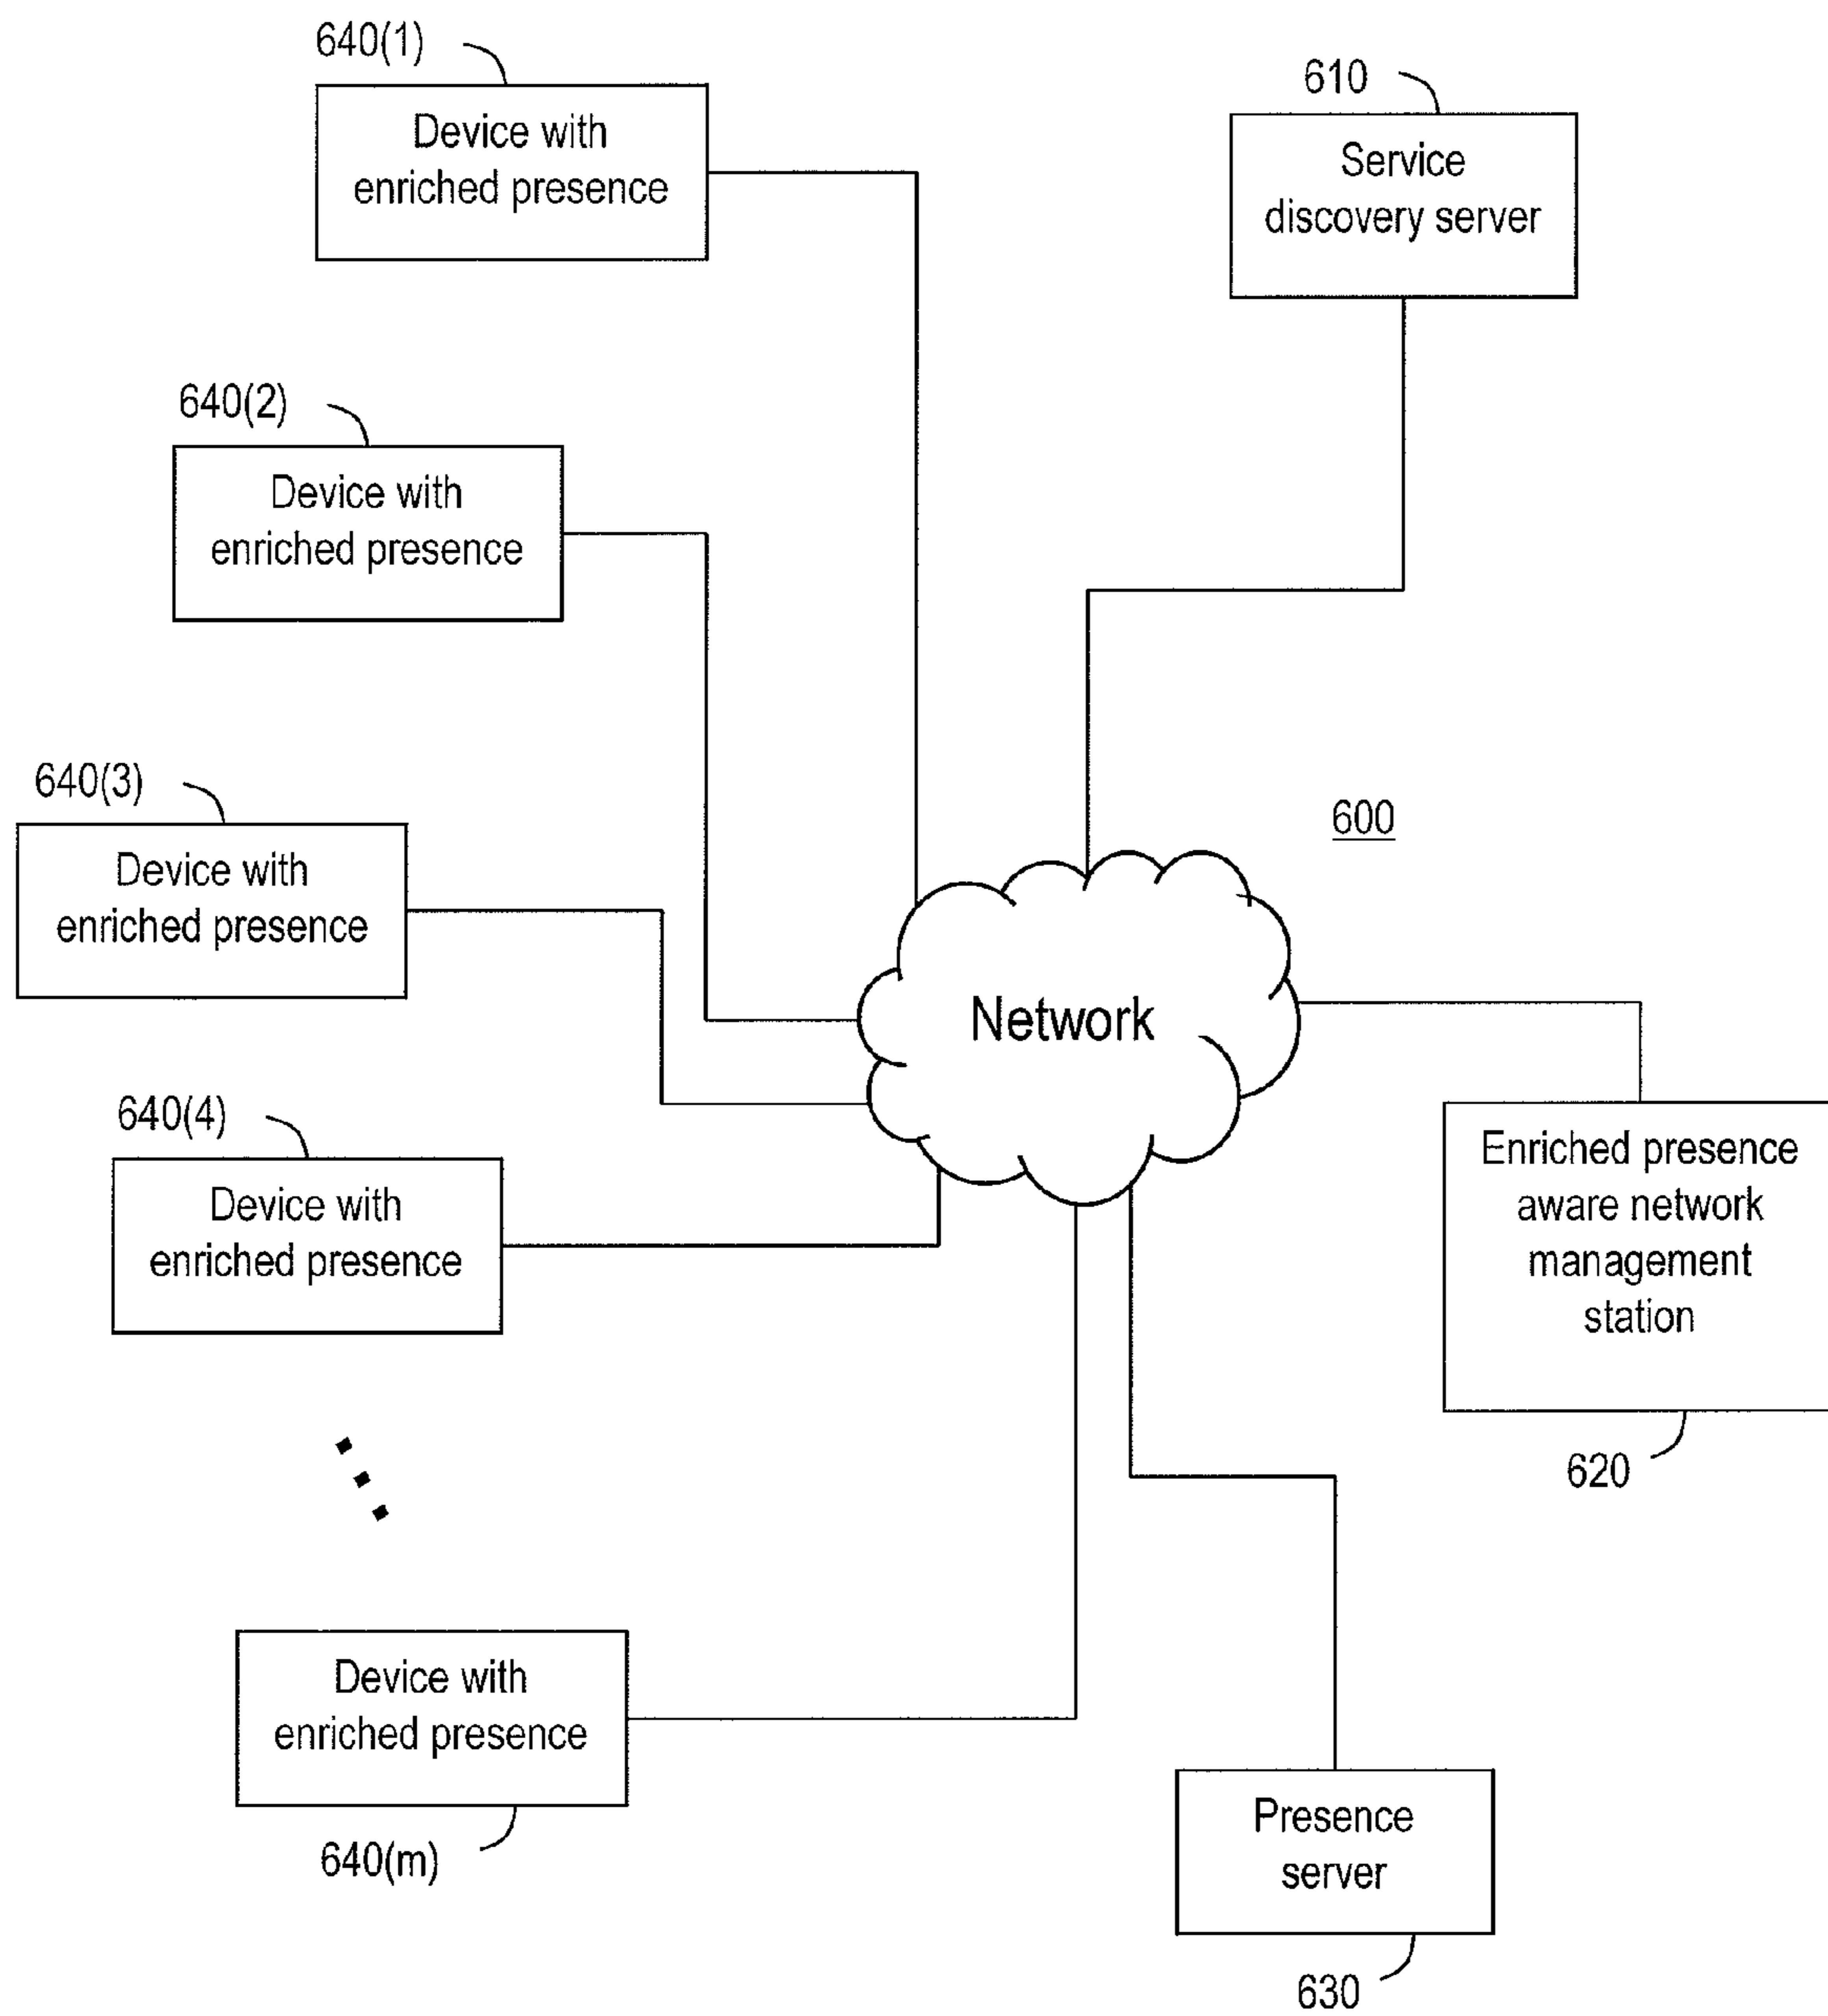 640(1)
Device with
enriched presence
610
Service
discovery server
640(2)
Device with
enriched presence
640(3)
Device with
enriched presence
600
Network
640(4)
Device with
enriched presence
Enriched presence
aware network
management
station
620
Device with
enriched presence
640(m)
Presence
server
630